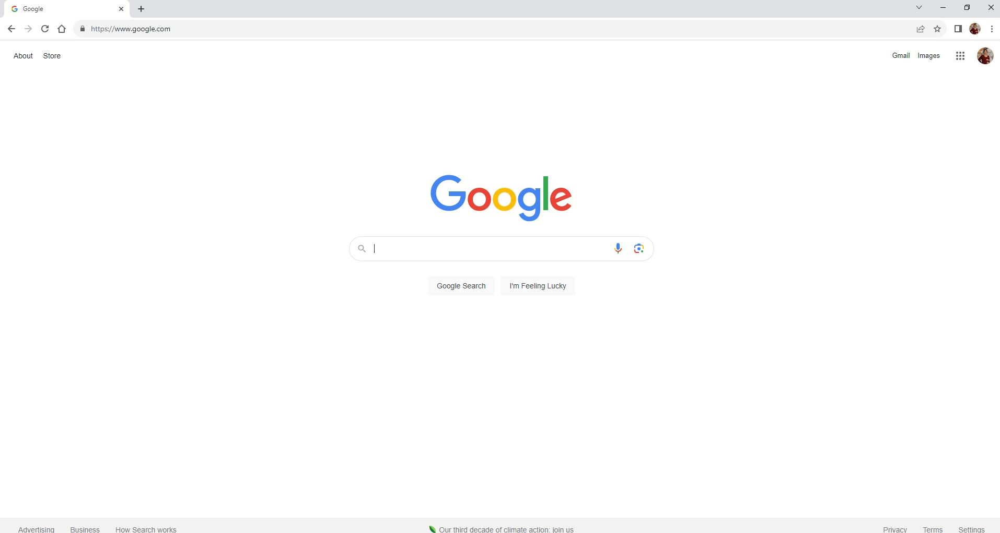 Google
https://www.google.com
About Store
Gmail Images
Google
Google Search I'm Feeling Lucky
Advertising Business How Search works
Our third decade of climate action: join us
Privacy Terms Settings